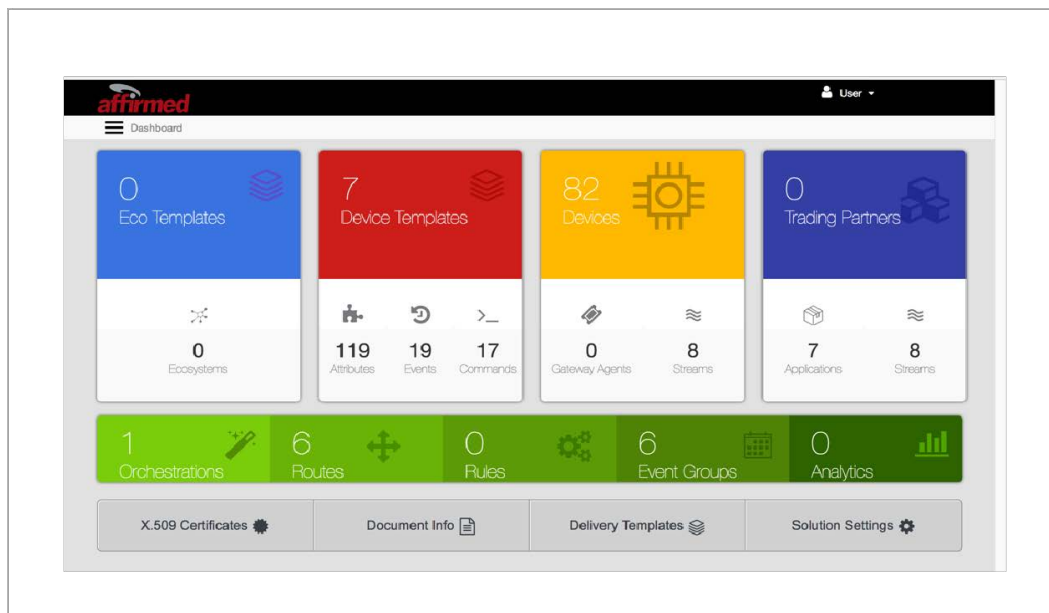 affirmed
User
Dashboard
0
Eco Templates
0
Ecosystems
7
Device Templates
119 19 17
Attributes Events Commands
82
Devices
0 8
Gateway Agents Streams
0
Trading Partners
7 8
Applications Streams
1 6 0 6 0
Orchestrations Routes Rules Event Groups Analytics
X.509 Certificates Document Info Delivery Templates Solution Settings